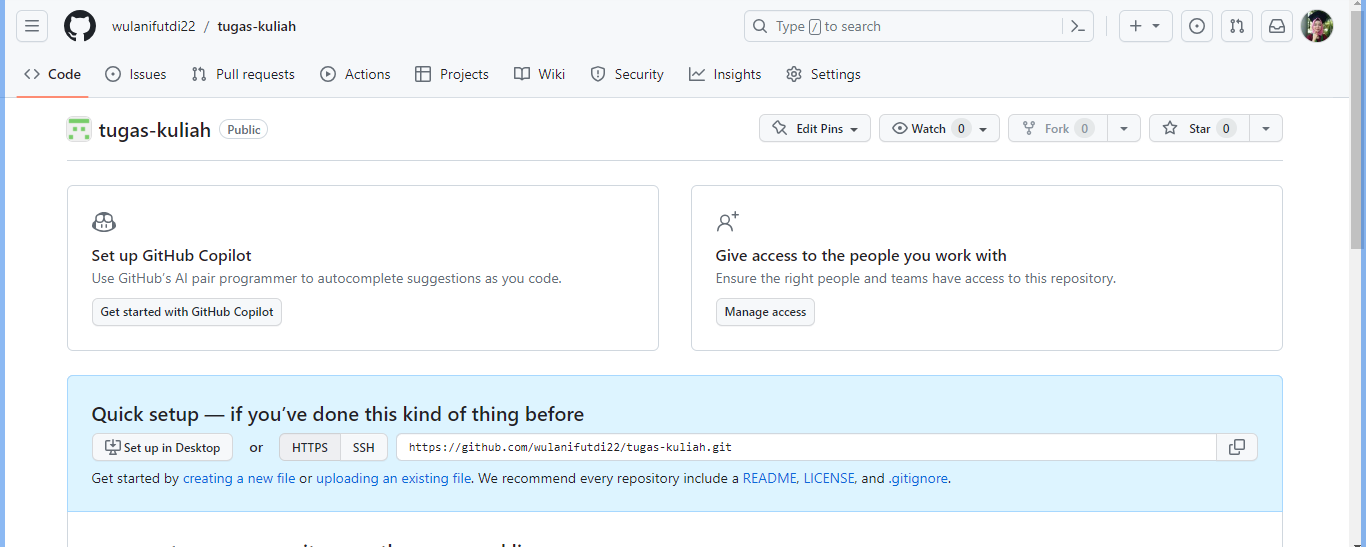 wulanifutdi22 / tugas-kuliah
Type / to search
Code Issues Pull requests Actions Projects Wiki Security Insights Settings
tugas-kuliah Public
Edit Pins Watch 0 Fork 0 Star 0
Set up GitHub Copilot
Use GitHub's AI pair programmer to autocomplete suggestions as you code.
Get started with GitHub Copilot
Give access to the people you work with
Ensure the right people and teams have access to this repository.
Manage access
Quick setup — if you've done this kind of thing before
Set up in Desktop or HTTPS SSH https://github.com/wulanifutdi22/tugas-kuliah.git
Get started by creating a new file or uploading an existing file. We recommend every repository include a README, LICENSE, and .gitignore.